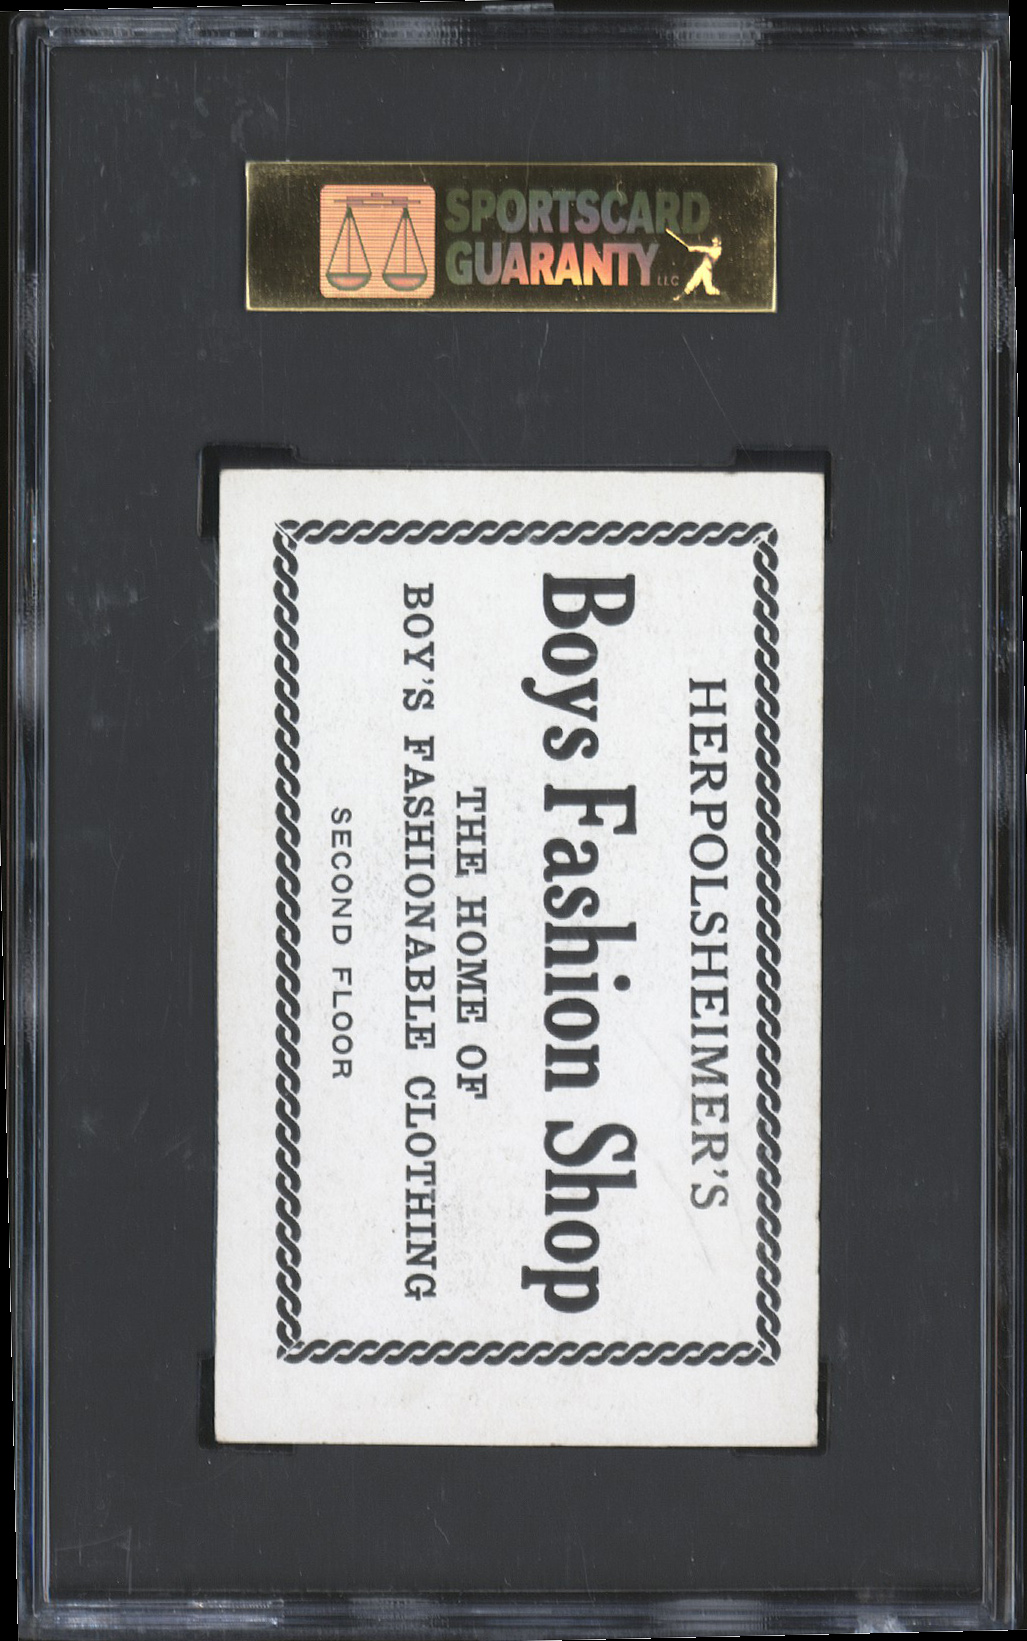 SPORTSCARD
GUARANTY LLC
HERPOLSHEIMER'S
Boys Fashion Shop
THE HOME OF
BOY'S FASHIONABLE CLOTHING
SECOND FLOOR